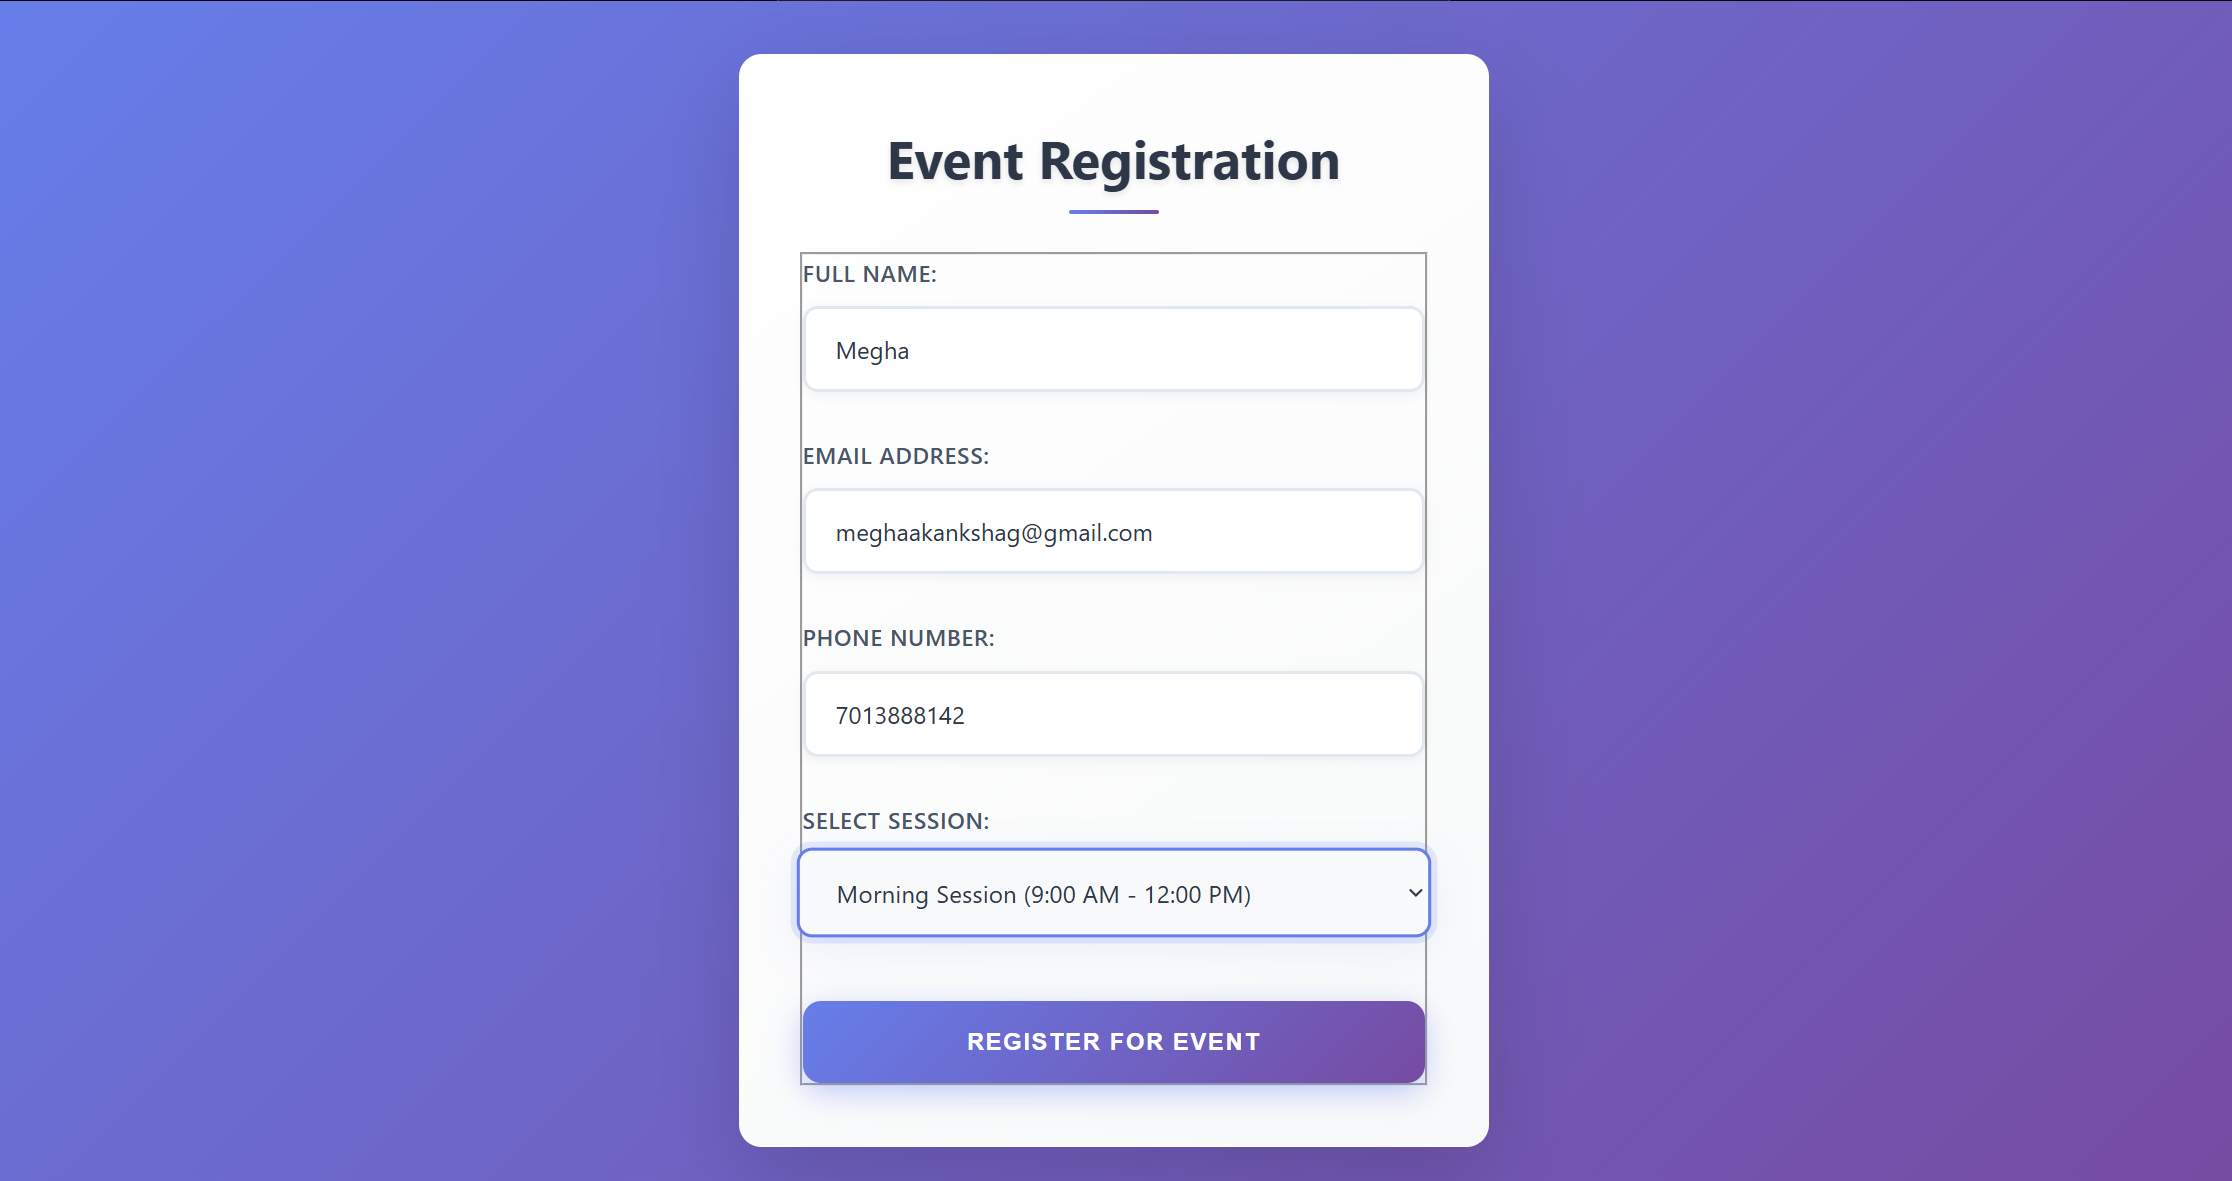 Event Registration
FULL NAME:
Megha
EMAIL ADDRESS:
meghaakankshag@gmail.com
PHONE NUMBER:
7013888142
SELECT SESSION:
Morning Session (9:00 AM - 12:00 PM)
REGISTER FOR EVENT